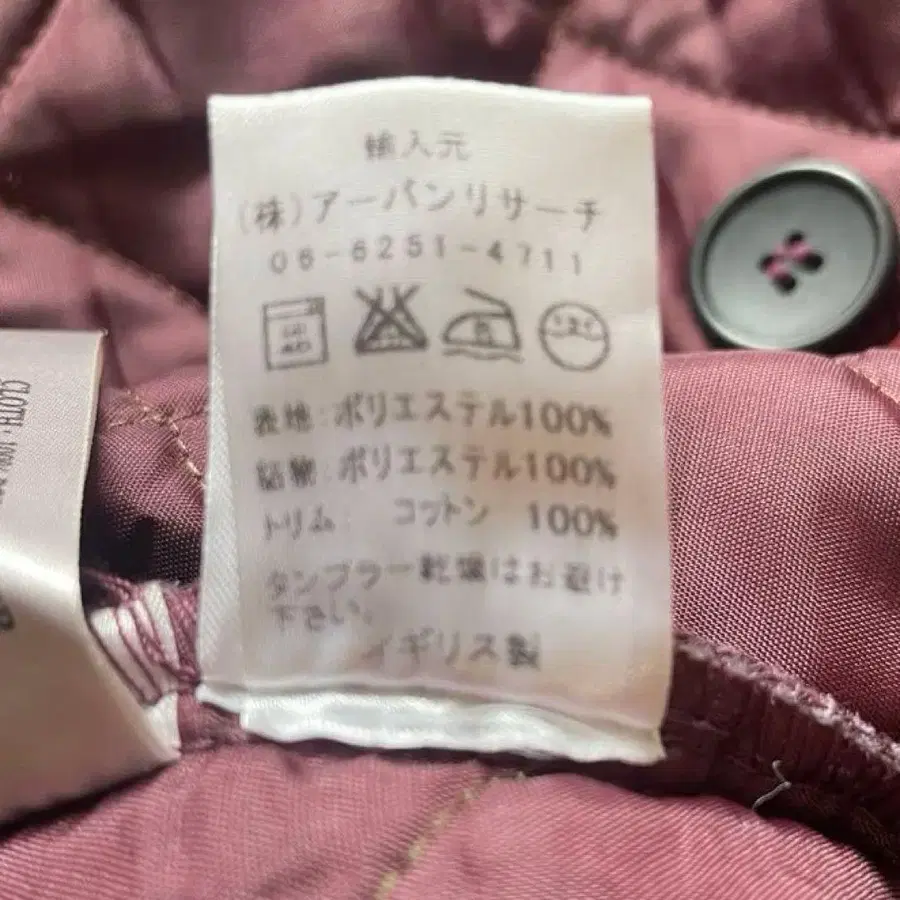 輸入元
(株)アーバンリサーチ
06-6251-4711
表地:ポリエステル100%
詰物:ポリエステル100%
トリム: コットン 100%
タンブラー乾燥はお避け
下さい。
イギリス製
CLOTH: 100%